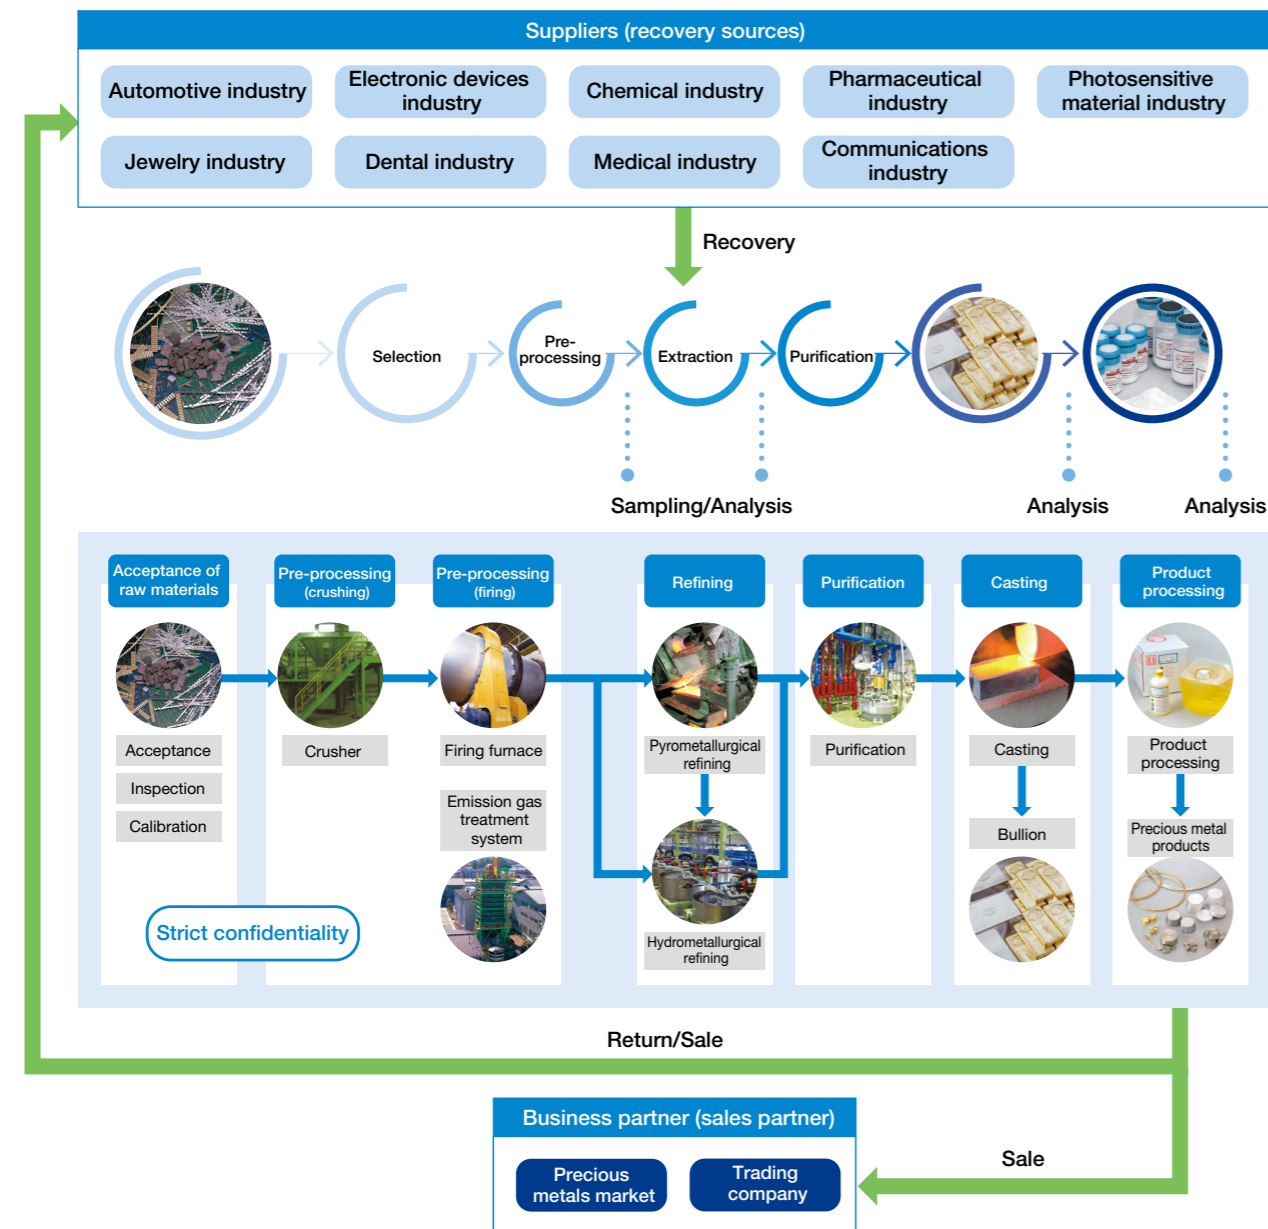 Suppliers (recovery sources)
Automotive industry
Electronic devices
industry
Chemical industry
Pharmaceutical
industry
Photosensitive
material industry
Jewelry industry
Dental industry
Medical industry
Communications
industry
Recovery
Selection
Pre-
processing
Extraction
Purification
Sampling/Analysis
Analysis
Analysis
Acceptance of
raw materials
Pre-processing
(crushing)
Pre-processing
(firing)
Refining
Purification
Casting
Product
processing
Acceptance
Inspection
Calibration
Crusher
Firing furnace
Emission gas
treatment
system
Pyrometallurgical
refining
Hydrometallurgical
refining
Purification
Casting
Bullion
Product
processing
Precious metal
products
Strict confidentiality
Return/Sale
Business partner (sales partner)
Precious
metals market
Trading
company
Sale